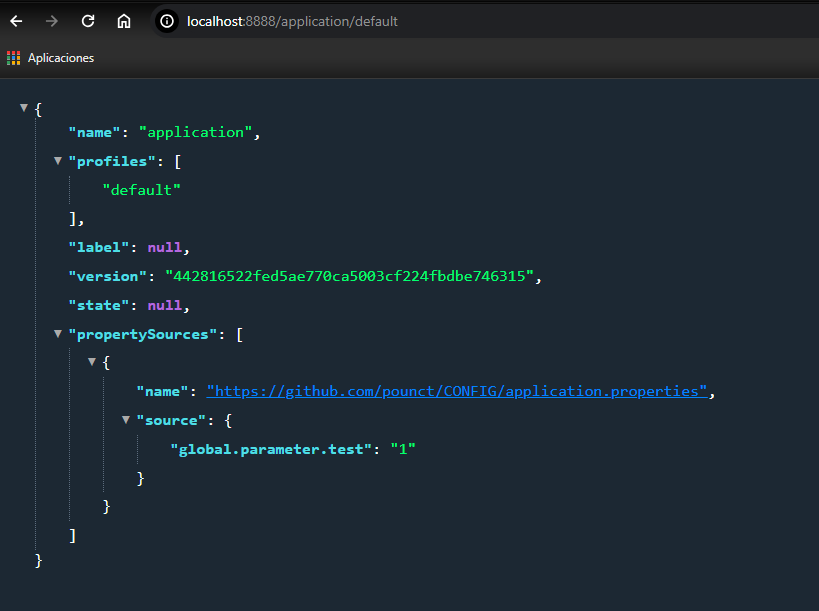 localhost:8888/application/default
Aplicaciones
{
"name": "application",
"profiles": [
"default"
],
"label": null,
"version": "442816522fed5ae770ca5003cf224fbdbe746315",
"state": null,
"propertySources": [
{
"name": "https://github.com/pounct/CONFIG/application.properties",
"source": {
"global.parameter.test": "1"
}
}
]
}